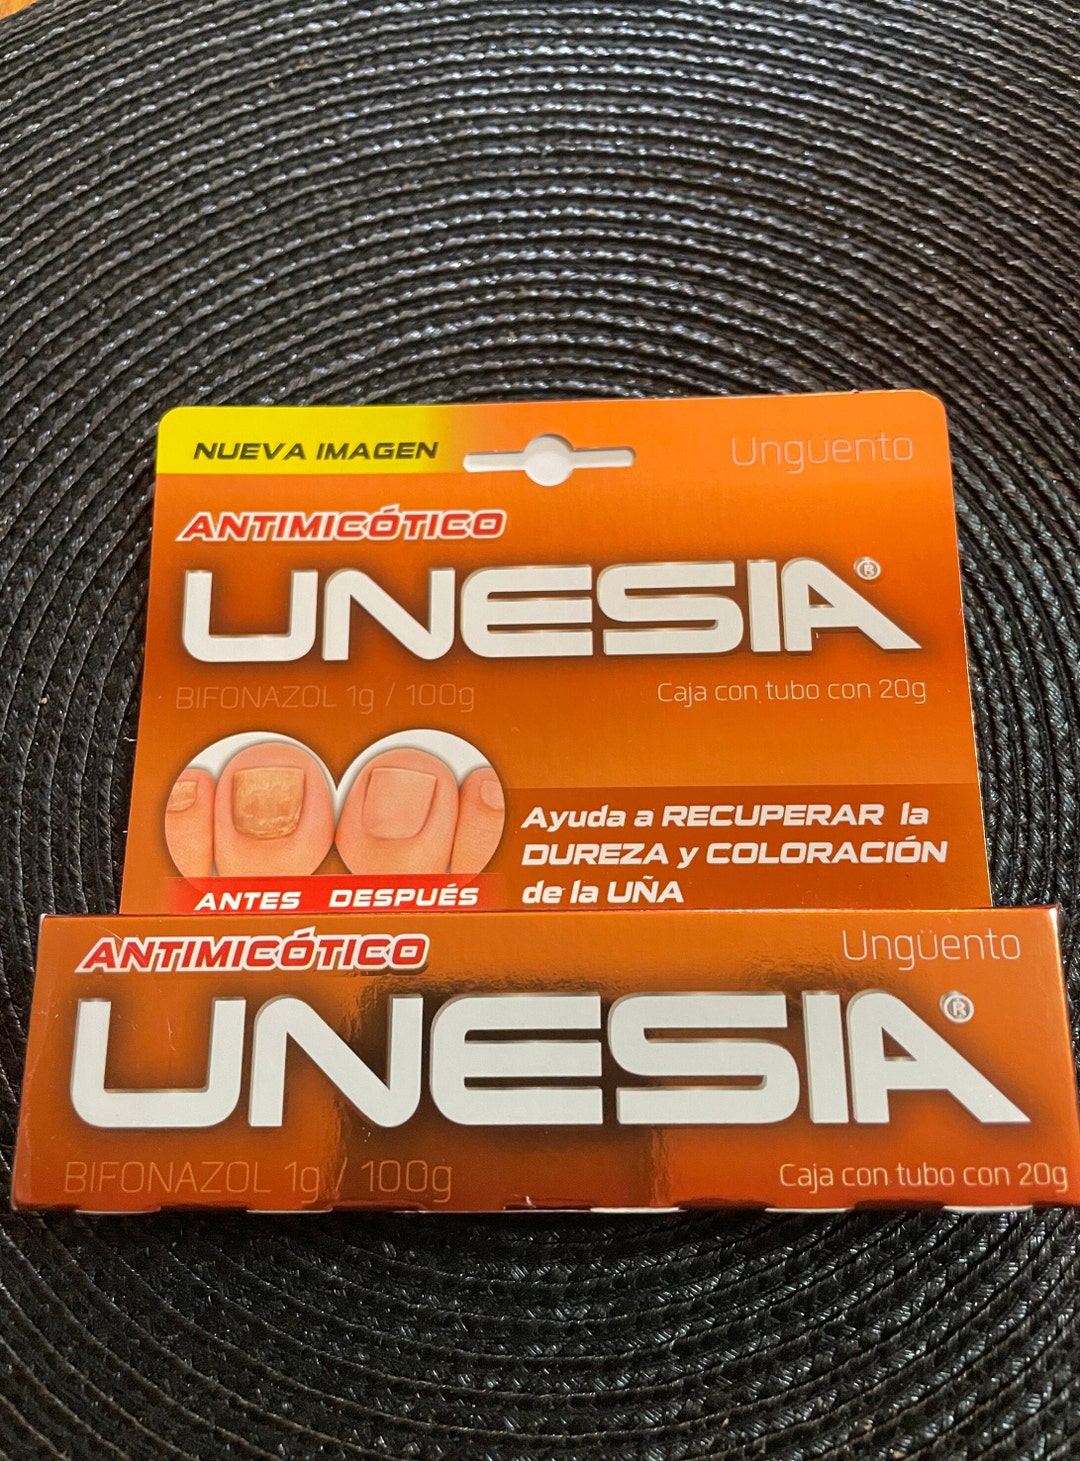 NUEVA IMAGEN
Ungüento
ANTIMICÓTICO
UNESIA®
BIFONAZOL 1g / 100g
Caja con tubo con 20g
Ayuda a RECUPERAR la
DUREZA y COLORACIÓN
de la UÑA
ANTES DESPUÉS
ANTIMICÓTICO
Ungüento
UNESIA®
BIFONAZOL 1g / 100g
Caja con tubo con 20g